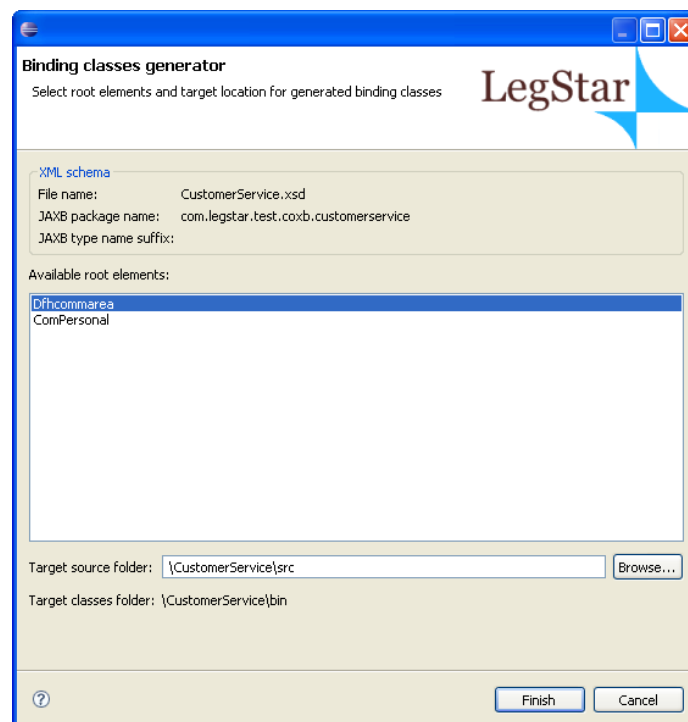 Binding classes generator
Select root elements and target location for generated binding classes
LegStar
XML schema
File name: CustomerService.xsd
JAXB package name: com.legstar.test.coxb.customerservice
JAXB type name suffix:
Available root elements:
Dfhcommarea
ComPersonal
Target source folder: \CustomerService\src Browse...
Target classes folder: \CustomerService\bin
? Finish Cancel